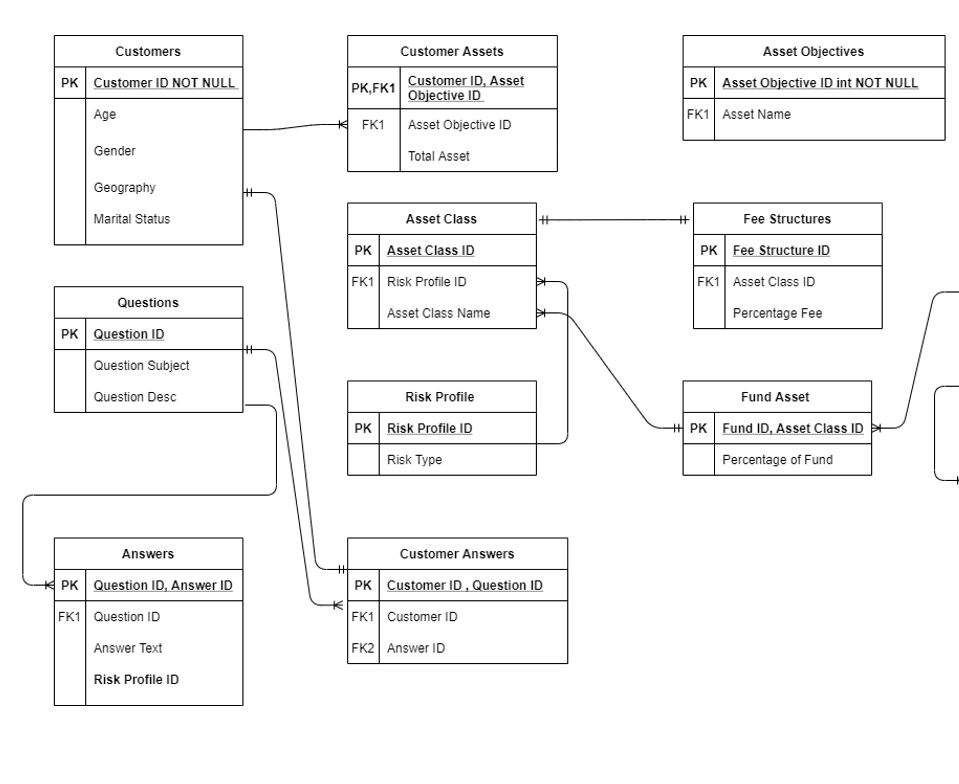 Customers
PK Customer ID NOT NULL
Age
Gender
Geography
Marital Status
Customer Assets
PK,FK1 Customer ID, Asset
Objective ID
FK1 Asset Objective ID
Total Asset
Asset Objectives
PK Asset Objective ID int NOT NULL
FK1 Asset Name
Asset Class
PK Asset Class ID
FK1 Risk Profile ID
Asset Class Name
Fee Structures
PK Fee Structure ID
FK1 Asset Class ID
Percentage Fee
Questions
PK Question ID
Question Subject
Question Desc
Risk Profile
PK Risk Profile ID
Risk Type
Fund Asset
PK Fund ID, Asset Class ID
Percentage of Fund
Answers
PK Question ID, Answer ID
FK1 Question ID
Answer Text
Risk Profile ID
Customer Answers
PK Customer ID , Question ID
FK1 Customer ID
FK2 Answer ID